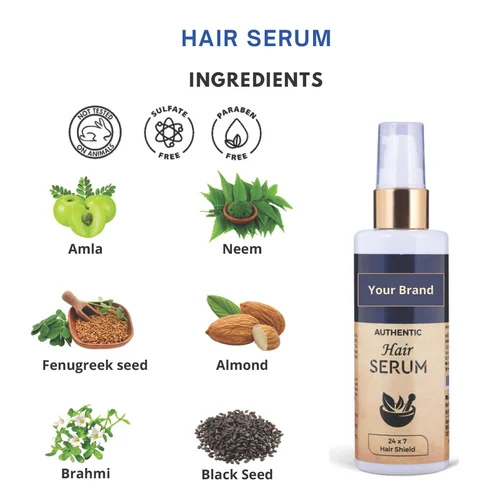 HAIR SERUM
INGREDIENTS
NOT TESTED
ON ANIMALS
SULFATE
FREE
PARABEN
FREE
Amla
Neem
Fenugreek seed
Almond
Brahmi
Black Seed
Your Brand
AUTHENTIC
Hair
SERUM
24 x 7
Hair Shield